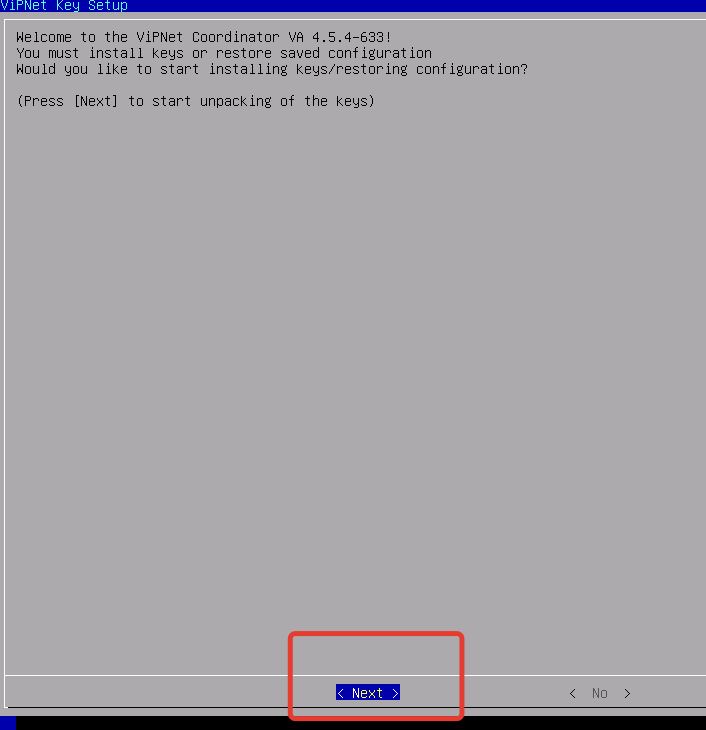 ViPNet Key Setup
Welcome to the ViPNet Coordinator VA 4.5.4-633!
You must install keys or restore saved configuration
Would you like to start installing keys/restoring configuration?
(Press [Next] to start unpacking of the keys)
< Next > < No >